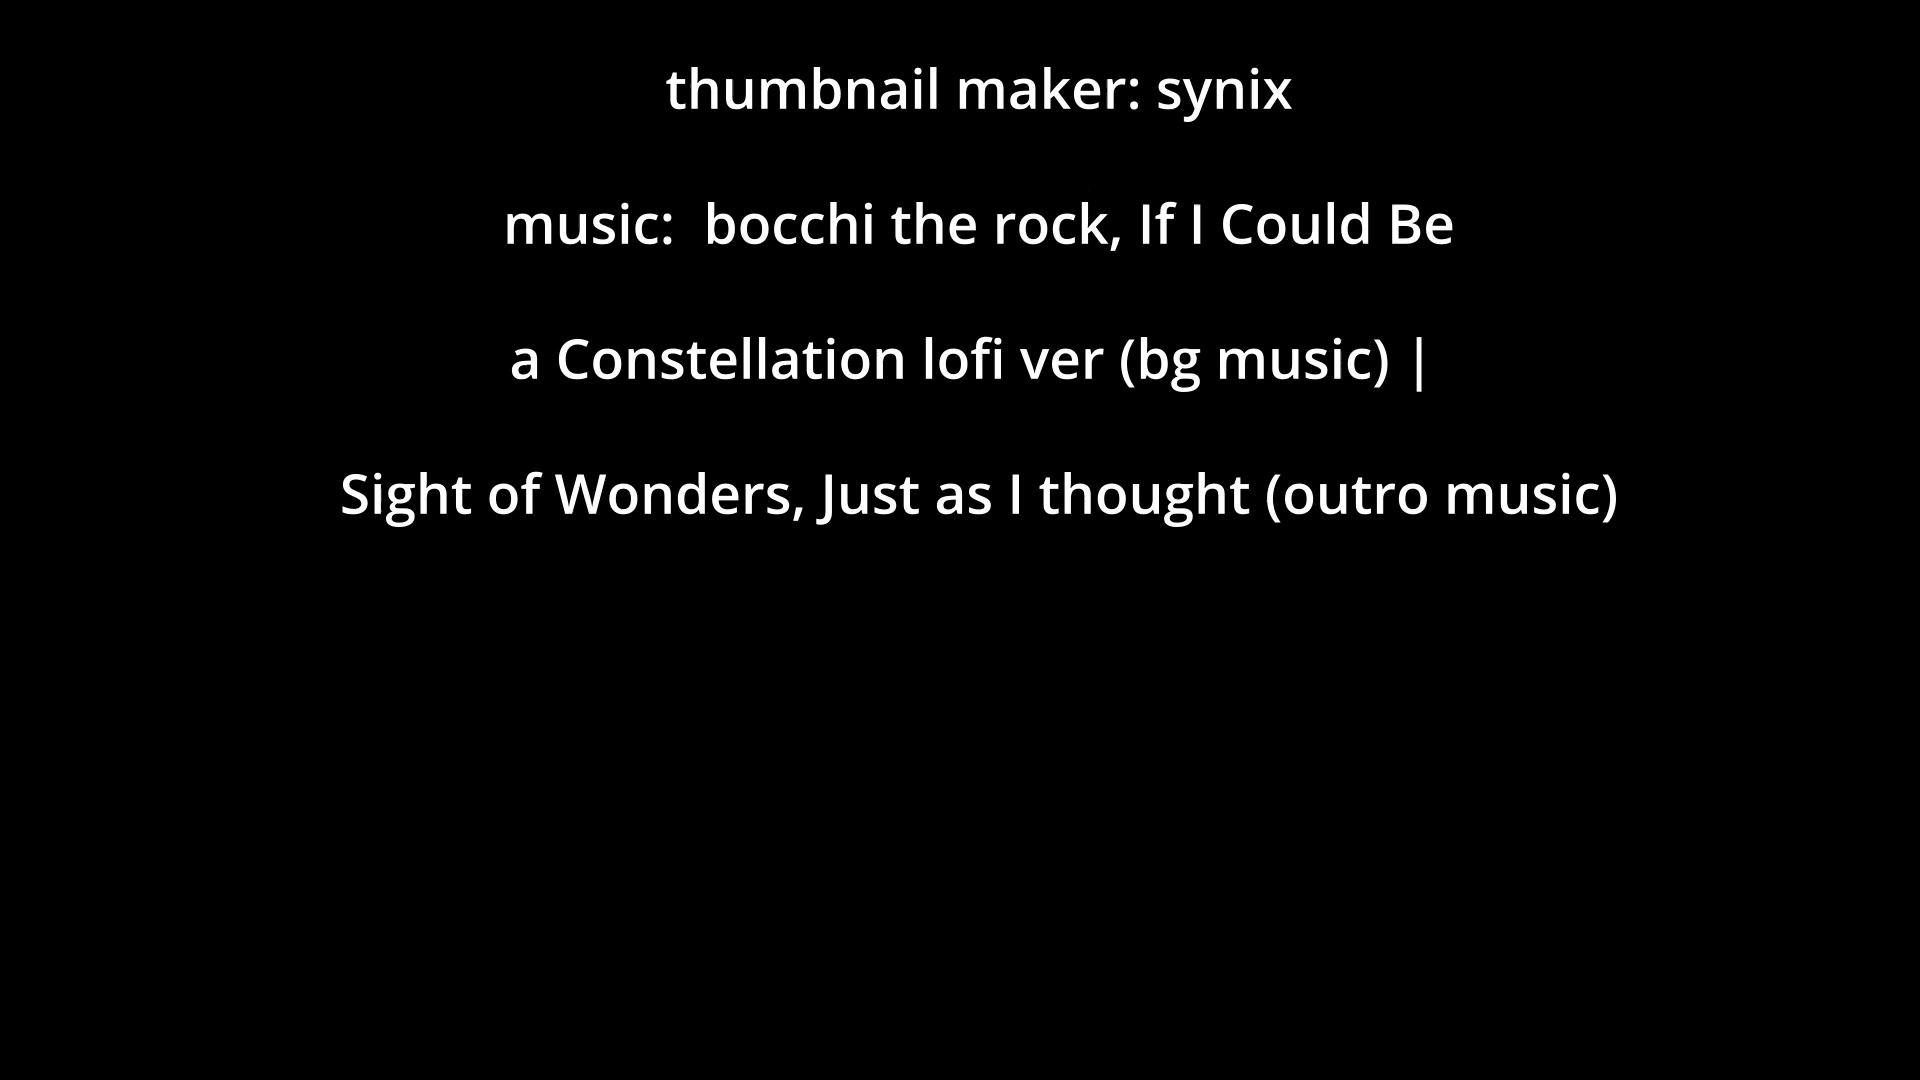 thumbnail maker: synix
music:  bocchi the rock, If I Could Be
a Constellation lofi ver (bg music) |
Sight of Wonders, Just as I thought (outro music)